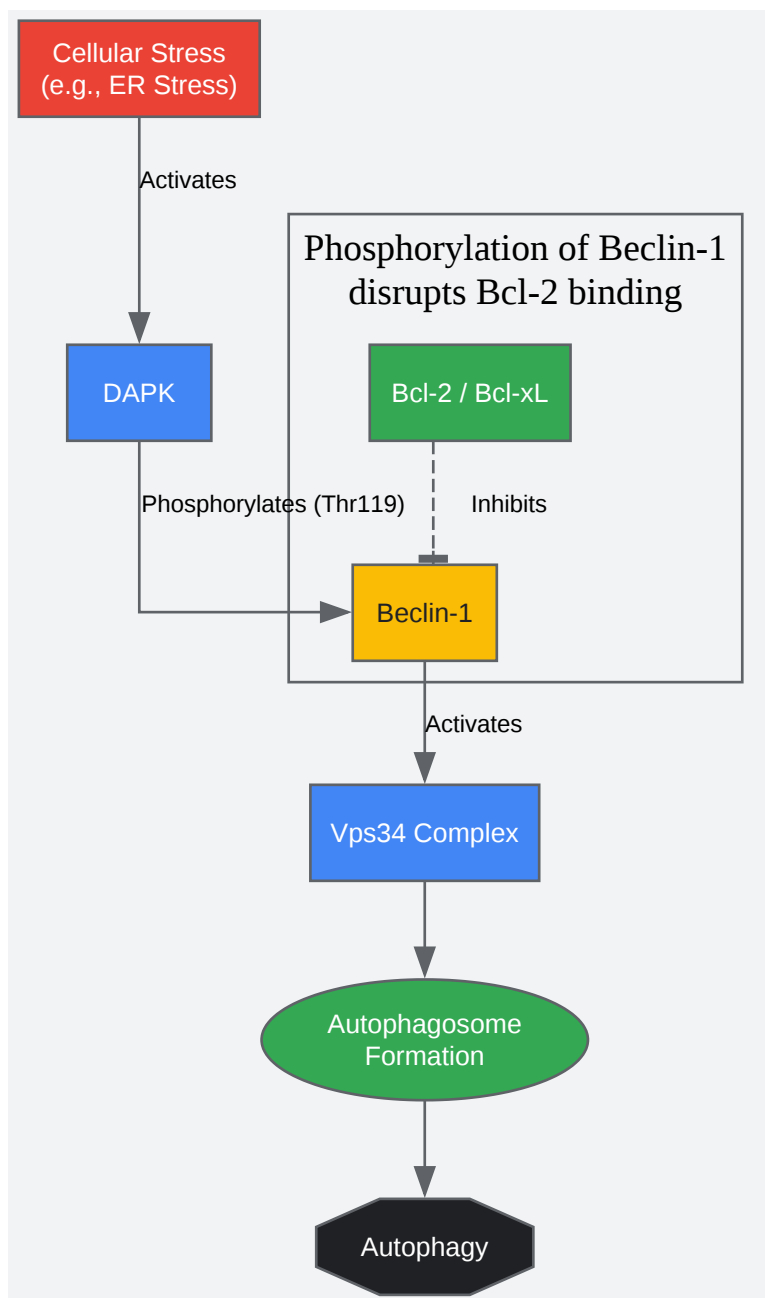 Cellular Stress
(e.g., ER Stress)
Activates
Phosphorylation of Beclin-1
disrupts Bcl-2 binding
DAPK
Bcl-2 / Bcl-xL
Phosphorylates (Thr119)
Inhibits
Beclin-1
Activates
Vps34 Complex
Autophagosome
Formation
Autophagy